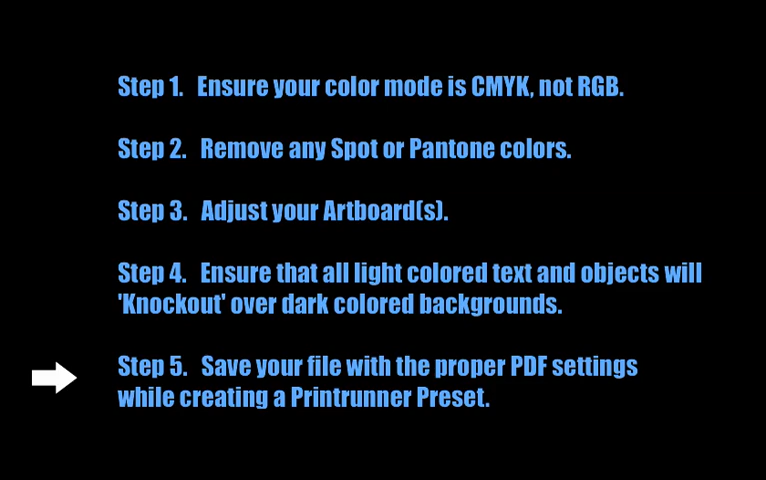 Step 1. Ensure your color mode is CMYK, not RGB.
Step 2. Remove any Spot or Pantone colors.
Step 3. Adjust your Artboard(s).
Step 4. Ensure that all light colored text and objects will
'Knockout' over dark colored backgrounds.
Step 5. Save your file with the proper PDF settings
while creating a Printrunner Preset.